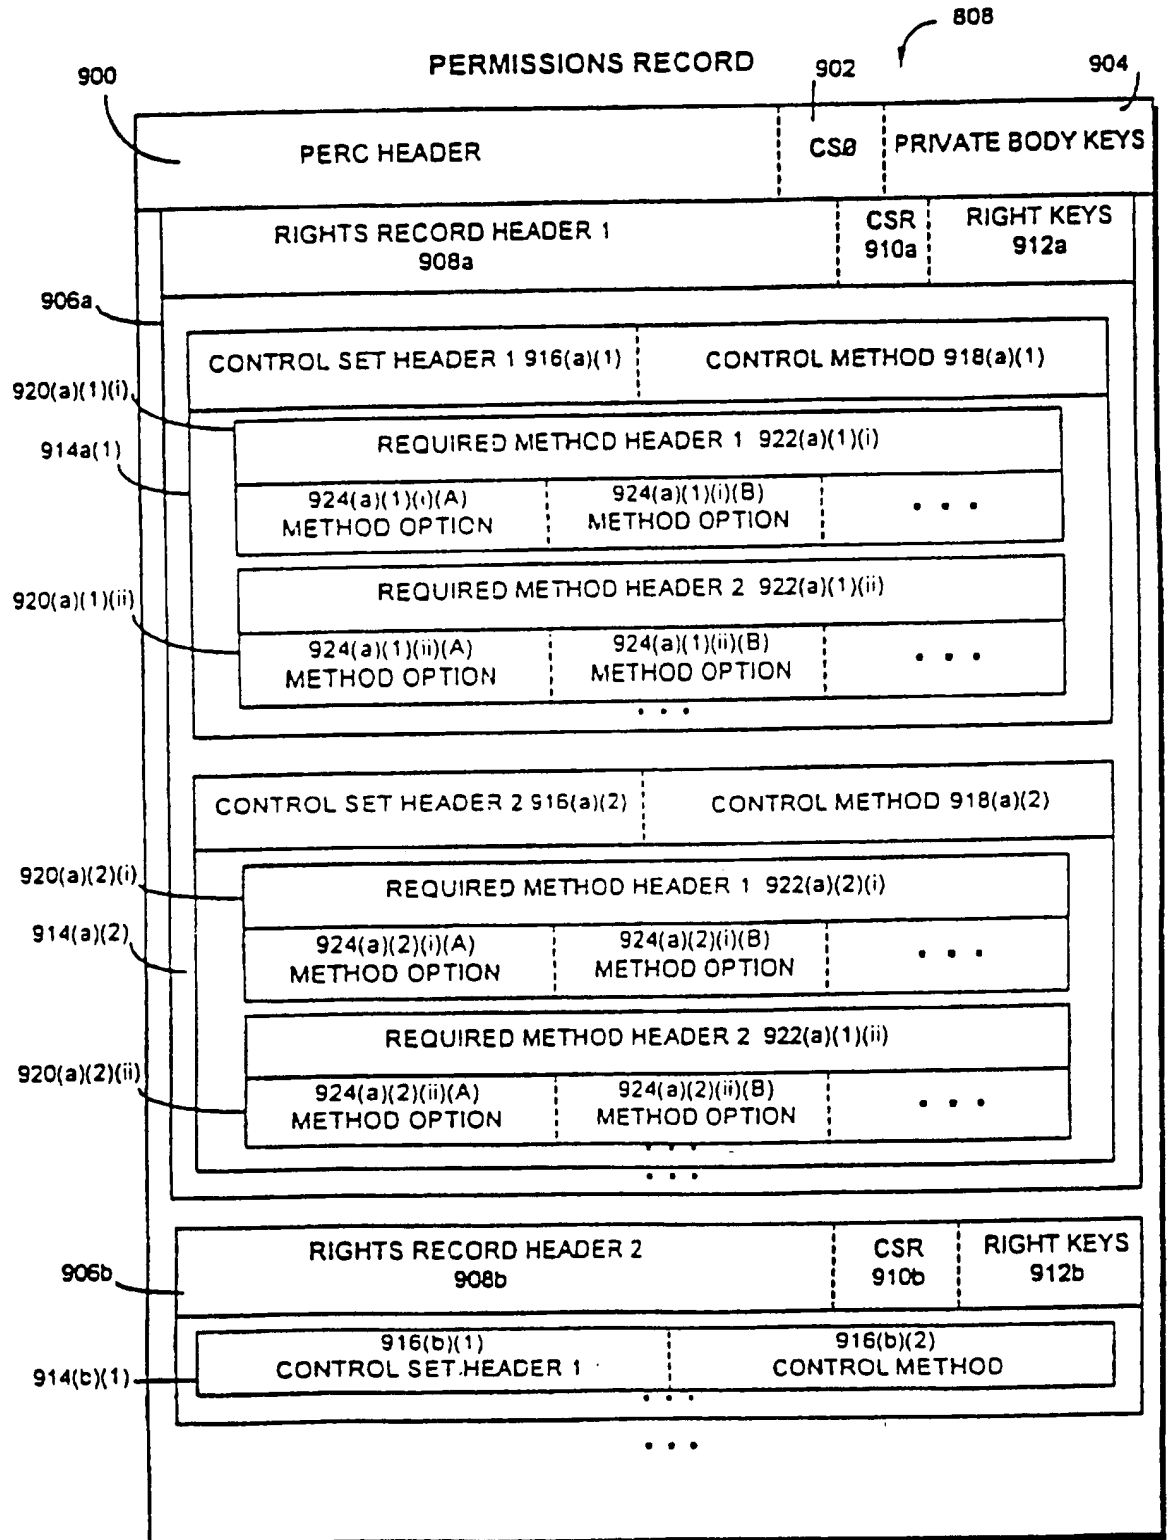 808
PERMISSIONS RECORD
900
902
904
PERC HEADER
CS0
PRIVATE BODY KEYS
RIGHTS RECORD HEADER 1
908a
CSR
910a
RIGHT KEYS
912a
906a
CONTROL SET HEADER 1 916(a)(1)
CONTROL METHOD 918(a)(1)
920(a)(1)(i)
REQUIRED METHOD HEADER 1 922(a)(1)(i)
914a(1)
924(a)(1)(i)(A)
METHOD OPTION
924(a)(1)(i)(B)
METHOD OPTION
• • •
920(a)(1)(ii)
REQUIRED METHOD HEADER 2 922(a)(1)(ii)
924(a)(1)(ii)(A)
METHOD OPTION
924(a)(1)(ii)(B)
METHOD OPTION
• • •
• • •
CONTROL SET HEADER 2 916(a)(2)
CONTROL METHOD 918(a)(2)
920(a)(2)(i)
REQUIRED METHOD HEADER 1 922(a)(2)(i)
914(a)(2)
924(a)(2)(i)(A)
METHOD OPTION
924(a)(2)(i)(B)
METHOD OPTION
• • •
REQUIRED METHOD HEADER 2 922(a)(1)(ii)
920(a)(2)(ii)
924(a)(2)(ii)(A)
METHOD OPTION
924(a)(2)(ii)(B)
METHOD OPTION
• • •
• • •
• • •
906b
RIGHTS RECORD HEADER 2
908b
CSR
910b
RIGHT KEYS
912b
914(b)(1)
916(b)(1)
CONTROL SET HEADER 1
916(b)(2)
CONTROL METHOD
• • •
• • •